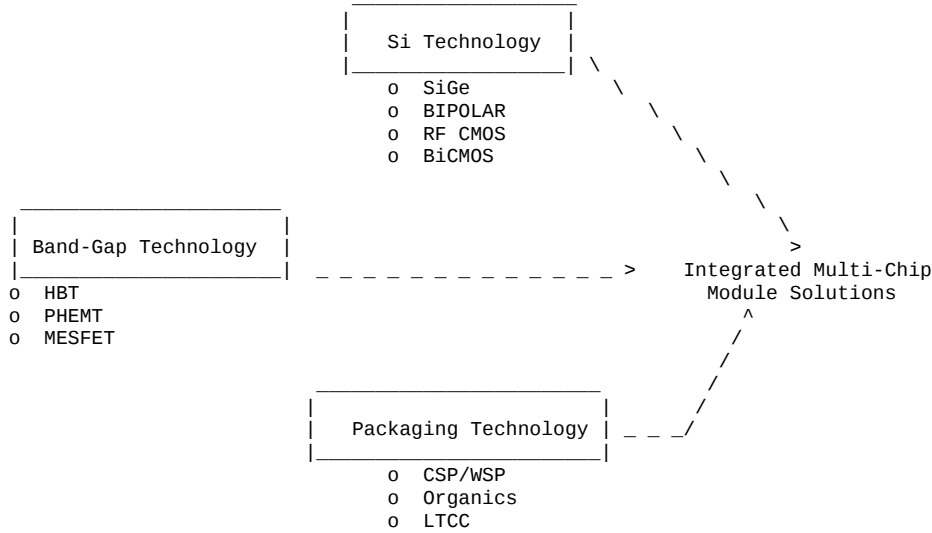 Si Technology
o SiGe
o BIPOLAR
o RF CMOS
o BiCMOS
Band-Gap Technology
Integrated Multi-Chip
Module Solutions
o HBT
o PHEMT
o MESFET
Packaging Technology
o CSP/WSP
o Organics
o LTCC